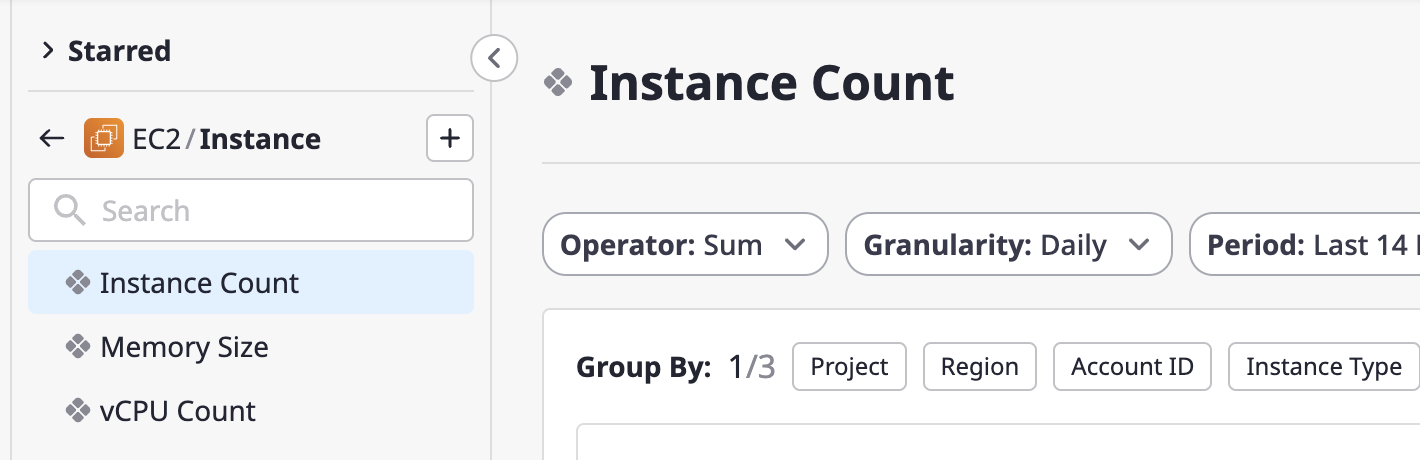 Starred
EC2/Instance
Search
Instance Count
Memory Size
vCPU Count
Instance Count
Operator: Sum
Granularity: Daily
Period: Last 14
Group By: 1/3
Project
Region
Account ID
Instance Type